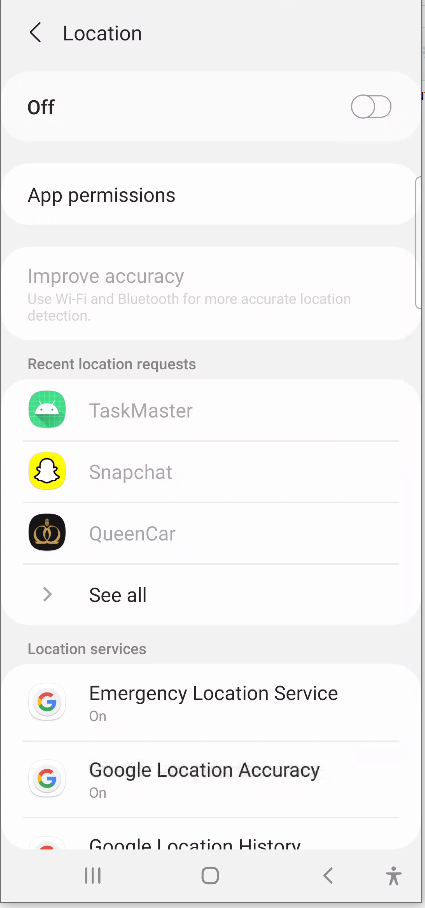 Location
Off
App permissions
Improve accuracy
Use Wi-Fi and Bluetooth for more accurate location
detection.
Recent location requests
TaskMaster
Snapchat
QueenCar
See all
Location services
Emergency Location Service
On
Google Location Accuracy
On
Google Location History